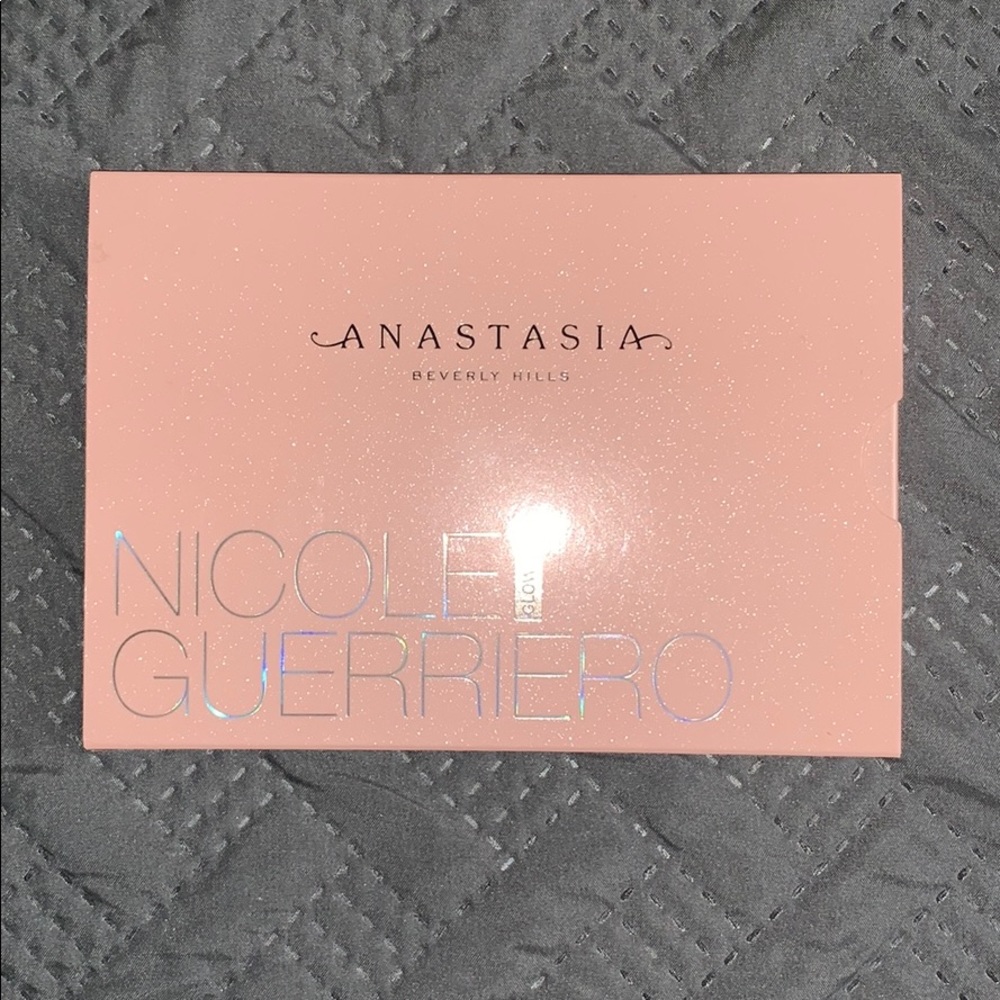 ANASTASIA
BEVERLY HILLS
NICOLE
GLOW
GUERRIERO